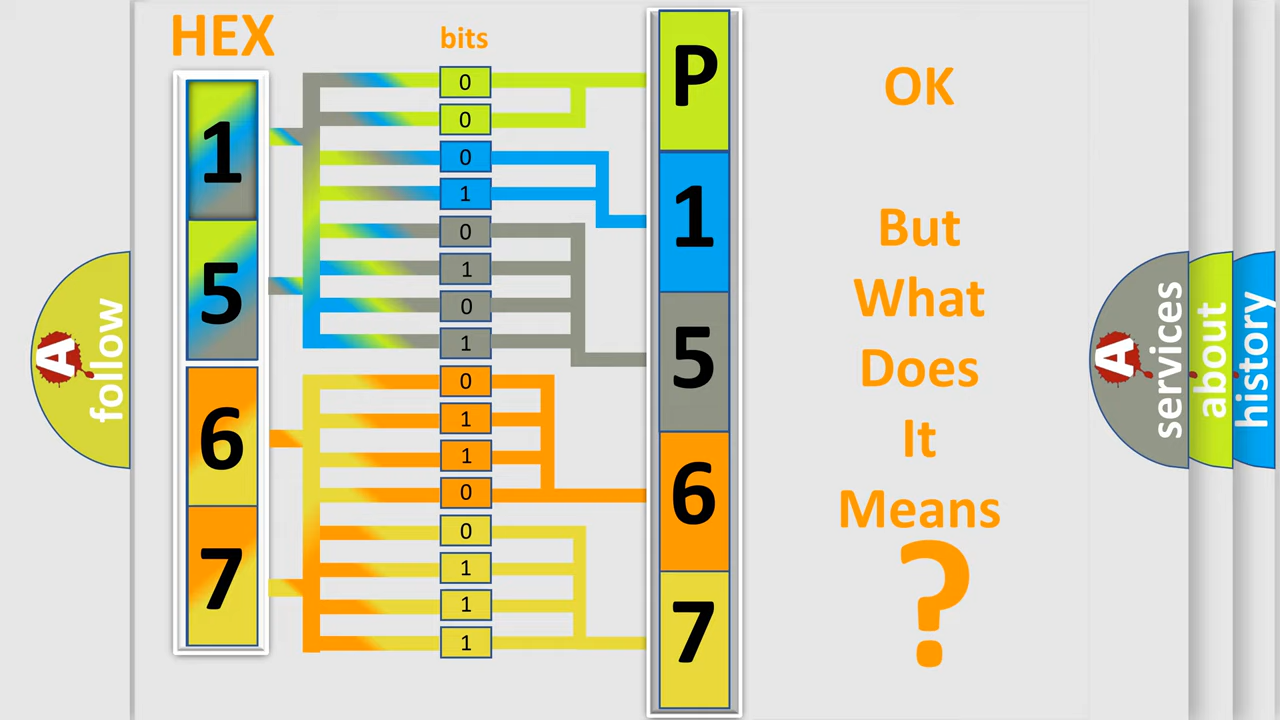 HEX
bits
1
5
6
7
0
0
0
1
0
1
0
1
0
1
1
0
0
1
1
1
P
1
5
6
7
OK
But
What
Does
It
Means
?
A
follow
A
services
about
history